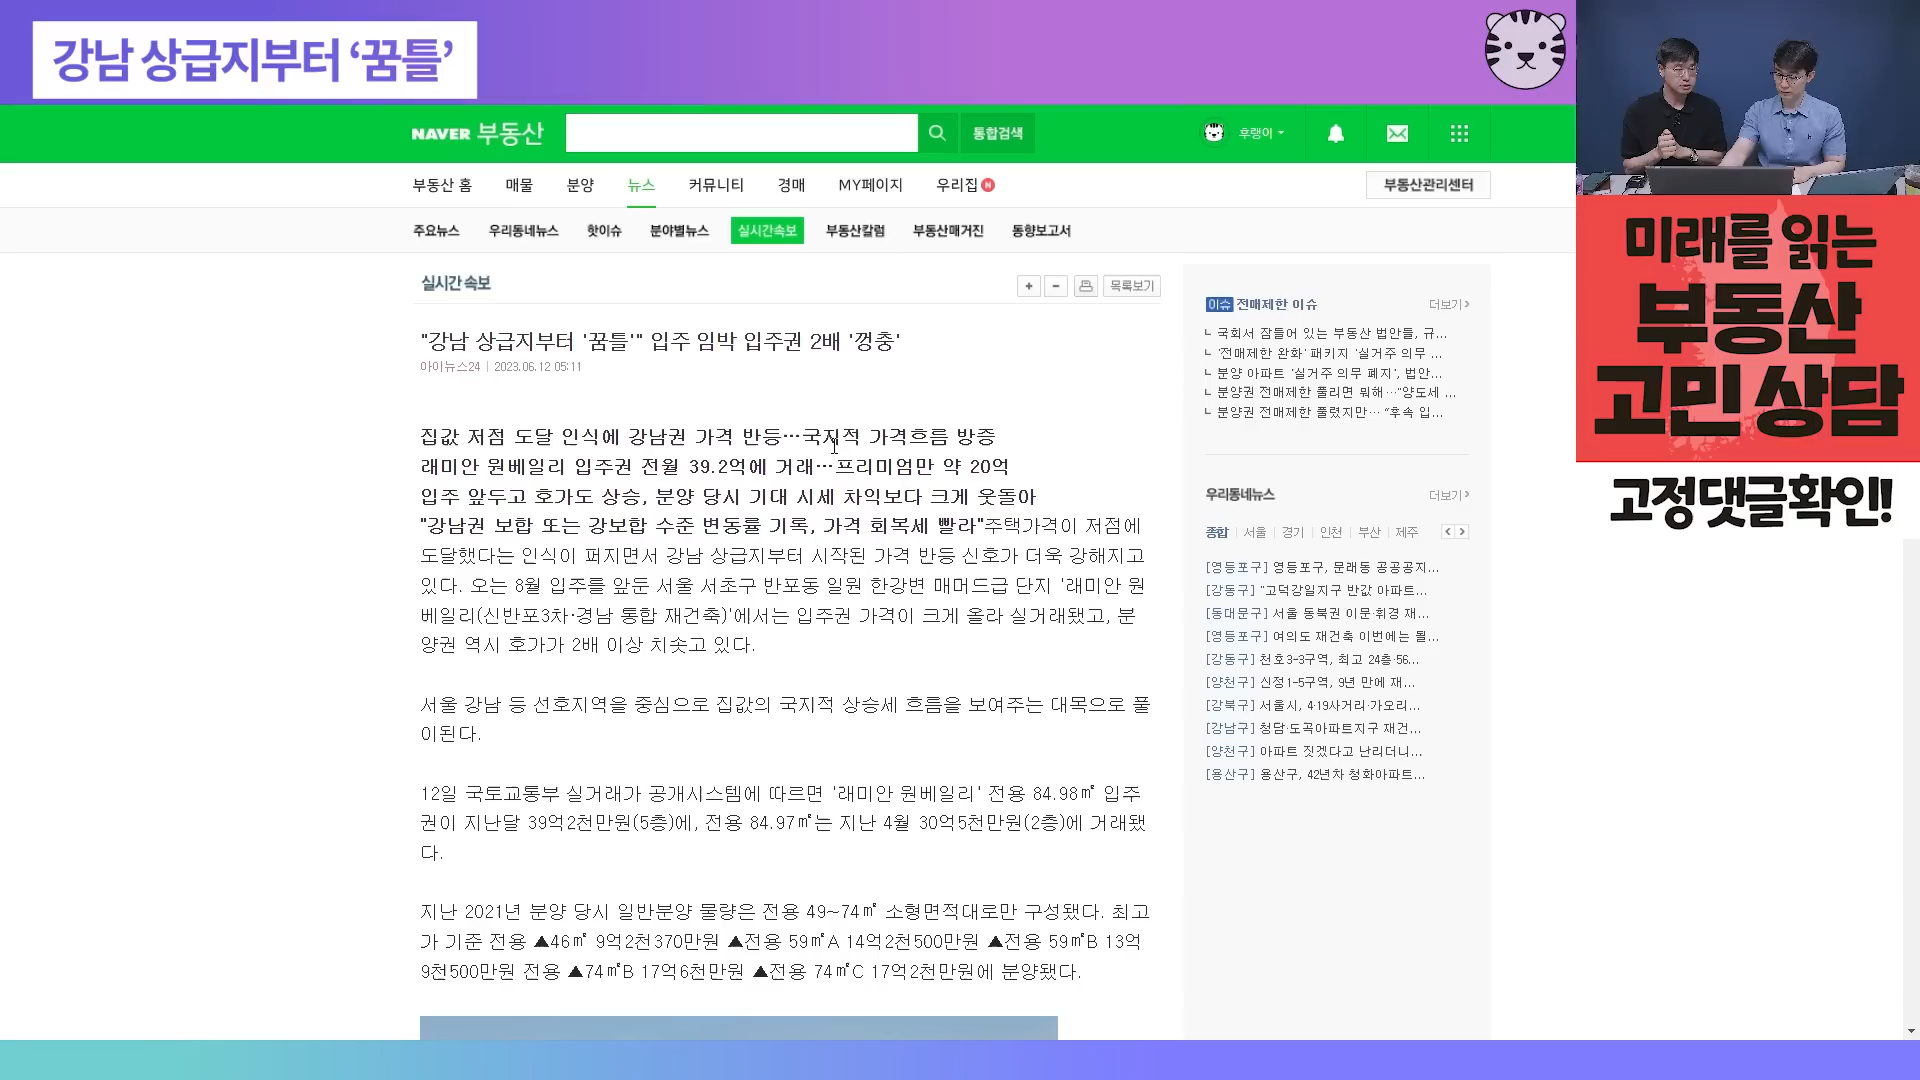 강남 상급지부터 ‘꿈틀’
NAVER 부동산
통합검색
후랭이
부동산 홈 매물 분양 뉴스 커뮤니티 경매 MY페이지 우리집 N
부동산관리센터
주요뉴스 우리동네뉴스 핫이슈 분야별뉴스 실시간속보 부동산칼럼 부동산매거진 동향보고서
실시간 속보
+ - 목록보기
"강남 상급지부터 '꿈틀'" 입주 임박 입주권 2배 '껑충'
아이뉴스24 | 2023.06.12 05:11
집값 저점 도달 인식에 강남권 가격 반등…국지적 가격흐름 방증
래미안 원베일리 입주권 전월 39.2억에 거래…프리미엄만 약 20억
입주 앞두고 호가도 상승, 분양 당시 기대 시세 차익보다 크게 웃돌아
"강남권 보합 또는 강보합 수준 변동률 기록, 가격 회복세 빨라"주택가격이 저점에
도달했다는 인식이 퍼지면서 강남 상급지부터 시작된 가격 반등 신호가 더욱 강해지고
있다. 오는 8월 입주를 앞둔 서울 서초구 반포동 일원 한강변 매머드급 단지 '래미안 원
베일리(신반포3차·경남 통합 재건축)'에서는 입주권 가격이 크게 올라 실거래됐고, 분
양권 역시 호가가 2배 이상 치솟고 있다.
서울 강남 등 선호지역을 중심으로 집값의 국지적 상승세 흐름을 보여주는 대목으로 풀
이된다.
12일 국토교통부 실거래가 공개시스템에 따르면 '래미안 원베일리' 전용 84.98㎡ 입주
권이 지난달 39억2천만원(5층)에, 전용 84.97㎡는 지난 4월 30억5천만원(2층)에 거래됐
다.
지난 2021년 분양 당시 일반분양 물량은 전용 49~74㎡ 소형면적대로만 구성됐다. 최고
가 기준 전용 ▲46㎡ 9억2천370만원 ▲전용 59㎡A 14억2천500만원 ▲전용 59㎡B 13억
9천500만원 전용 ▲74㎡B 17억6천만원 ▲전용 74㎡C 17억2천만원에 분양됐다.
이슈 전매제한 이슈 더보기
국회서 잠들어 있는 부동산 법안들, 규...
'전매제한 완화' 패키지 '실거주 의무 ...
분양 아파트 '실거주 의무 폐지', 법안...
분양권 전매제한 풀리면 뭐해…"양도세 ...
분양권 전매제한 풀렸지만… "후속 입...
우리동네뉴스 더보기
종합 | 서울 | 경기 | 인천 | 부산 | 제주
[영등포구] 영등포구, 문래동 공공공지...
[강동구] "고덕강일지구 반값 아파트...
[동대문구] 서울 동북권 이문·휘경 재...
[영등포구] 여의도 재건축 이번에는 될...
[강동구] 천호3-3구역, 최고 24층·56...
[양천구] 신정1-5구역, 9년 만에 재...
[강북구] 서울시, 4·19사거리·가오리...
[강남구] 청담·도곡아파트지구 재건...
[양천구] 아파트 짓겠다고 난리더니...
[용산구] 용산구, 42년차 청화아파트...
미래를 읽는
부동산
고민 상담
고정댓글확인!